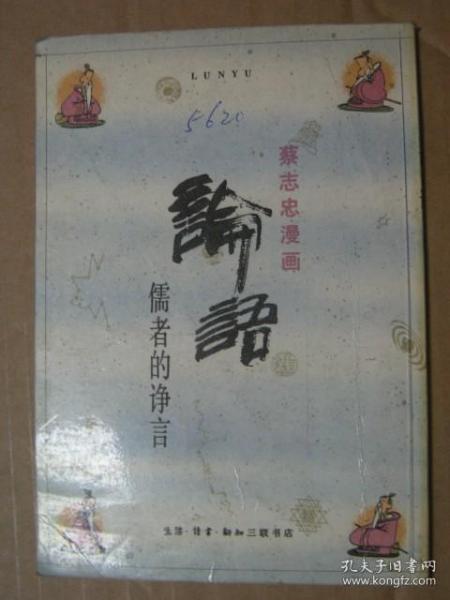 LUNYU
5620
蔡志忠漫画
論語
儒者的诤言
生活·读书·新知三联书店
孔夫子旧书网
www.kongfz.com